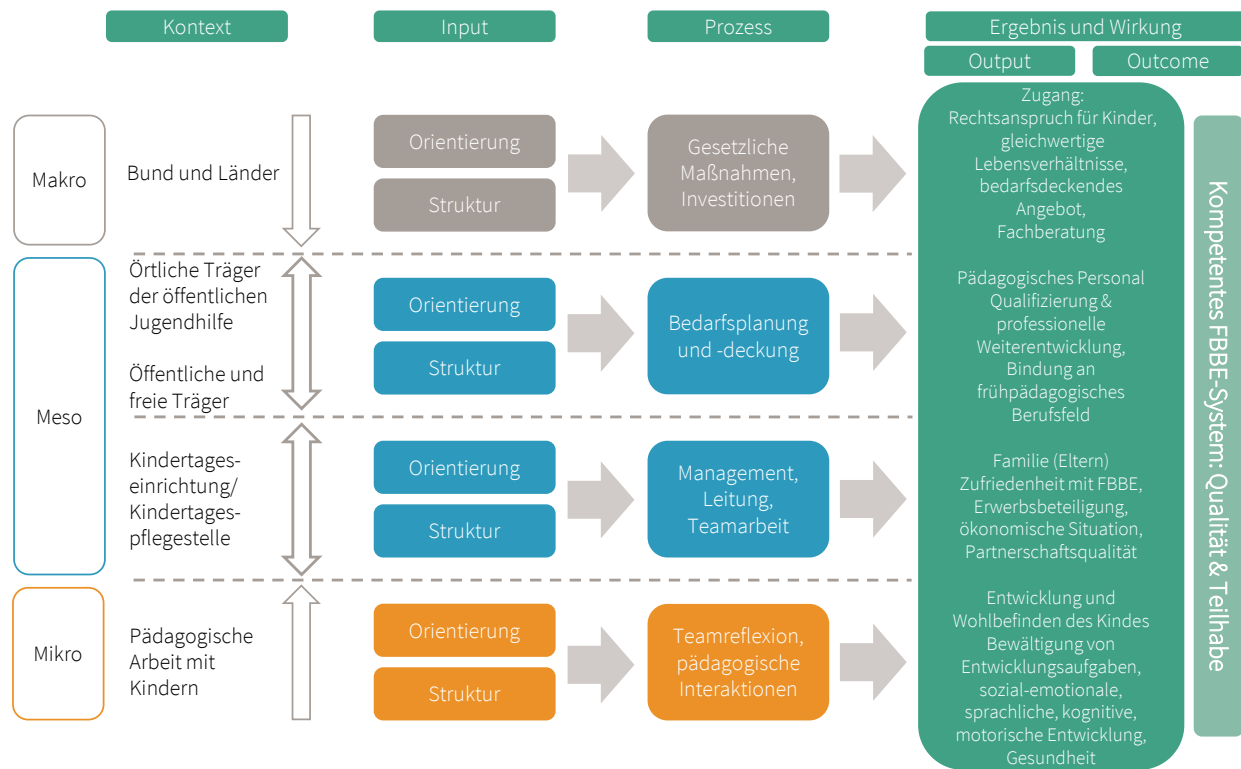 Kontext
Input
Prozess
Ergebnis und Wirkung
Output
Outcome
Makro
Bund und Länder
Orientierung
Struktur
Gesetzliche
Maßnahmen,
Investitionen
Zugang:
Rechtsanspruch für Kinder,
gleichwertige
Lebensverhältnisse,
bedarfsdeckendes
Angebot,
Fachberatung
Meso
Örtliche Träger
der öffentlichen
Jugendhilfe
Öffentliche und
freie Träger
Orientierung
Struktur
Bedarfsplanung
und -deckung
Pädagogisches Personal
Qualifizierung &
professionelle
Weiterentwicklung,
Bindung an
frühpädagogisches
Berufsfeld
Kindertages-
einrichtung/
Kindertages-
pflegestelle
Orientierung
Struktur
Management,
Leitung,
Teamarbeit
Familie (Eltern)
Zufriedenheit mit FBBE,
Erwerbsbeteiligung,
ökonomische Situation,
Partnerschaftsqualität
Mikro
Pädagogische
Arbeit mit
Kindern
Orientierung
Struktur
Teamreflexion,
pädagogische
Interaktionen
Entwicklung und
Wohlbefinden des Kindes
Bewältigung von
Entwicklungsaufgaben,
sozial-emotionale,
sprachliche, kognitive,
motorische Entwicklung,
Gesundheit
Kompetentes FBBE-System: Qualität & Teilhabe